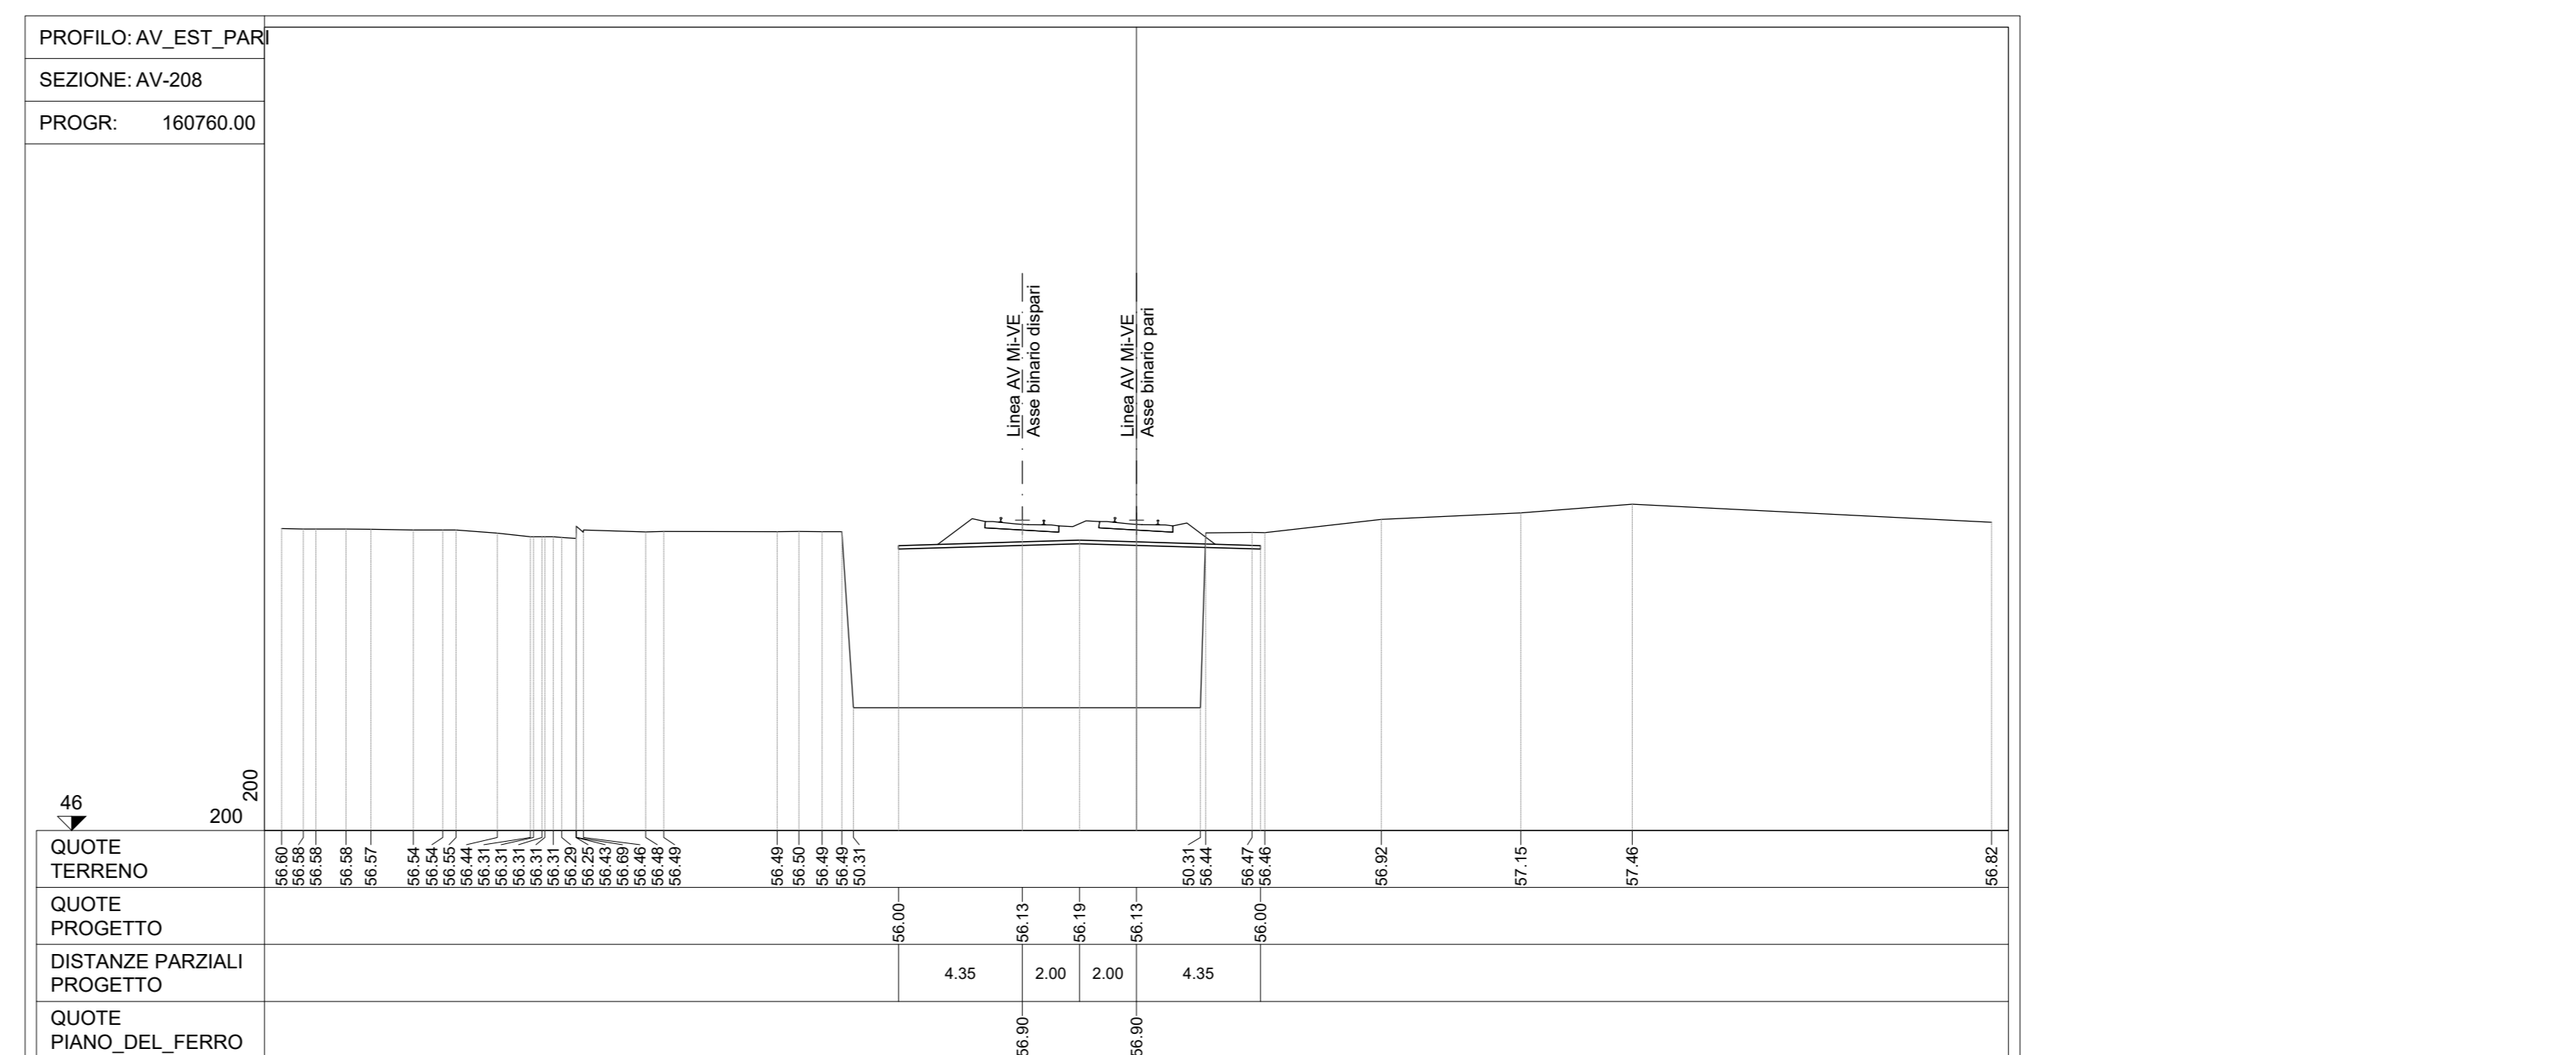 PROFILO: AV_EST_PARI
SEZIONE: AV-208
PROGR: 160760.00
Linea AV Mi-VE
Asse binario dispari
Linea AV Mi-VE
Asse binario pari
200
46
200
QUOTE
TERRENO
56.60 56.58 56.58 56.58 56.57 56.54 56.54 56.55 56.44 56.31 56.31 56.31 56.31 56.31 56.29 56.25 56.43 56.69 56.46 56.48 56.49 56.49 56.50 56.49 56.49 50.31 50.31 56.44 56.47 56.46 56.92 57.15 57.46 56.82
QUOTE
PROGETTO
56.00 56.13 56.19 56.13 56.00
DISTANZE PARZIALI
PROGETTO
4.35 2.00 2.00 4.35
QUOTE
PIANO_DEL_FERRO
56.90 56.90